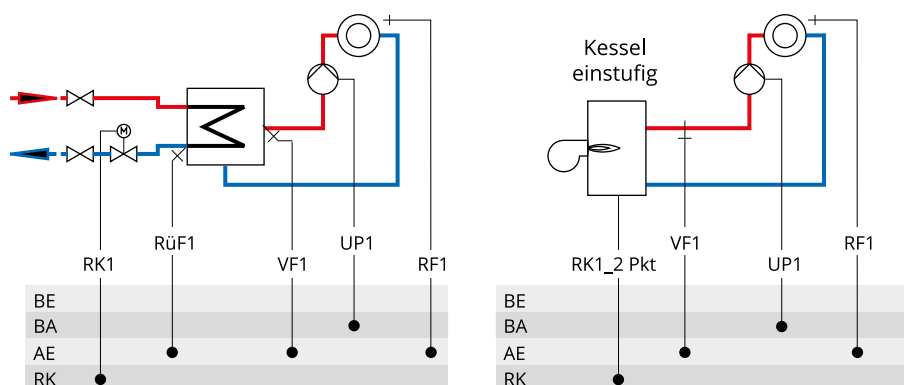 M
RüF1
UP1
RK1
VF1
RF1
BE
BA
AE
RK
Kessel
einstufig
VF1
RF1
RK1_2 Pkt
UP1
BE
BA
AE
RK